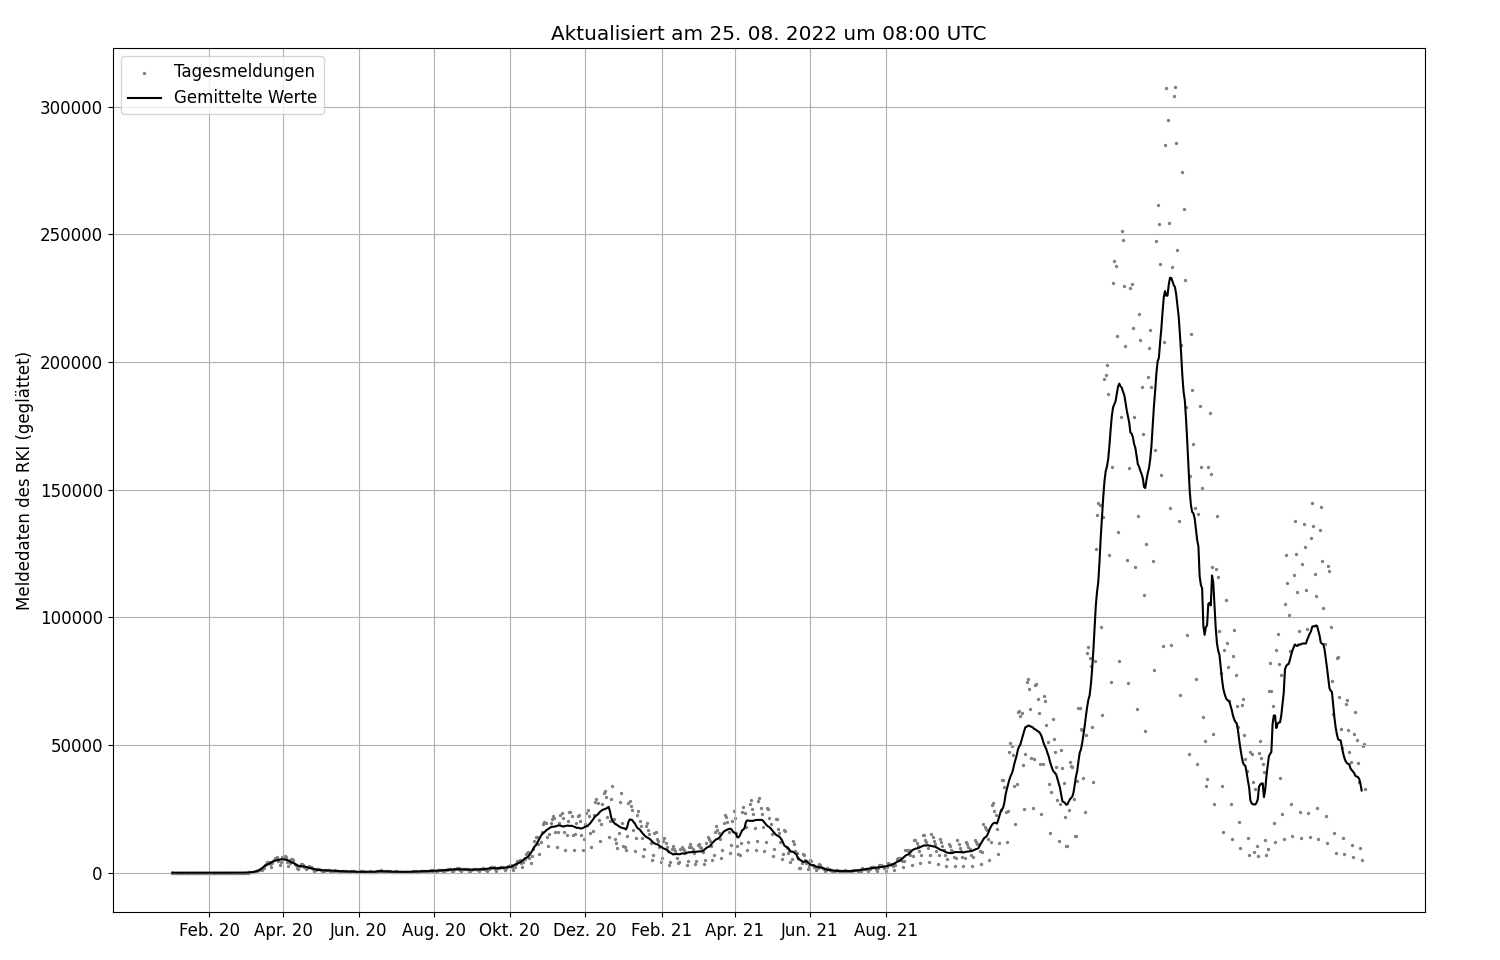 Aktualisiert am 25. 08. 2022 um 08:00 UTC
Tagesmeldungen
Gemittelte Werte
Meldedaten des RKI (geglättet)
300000
250000
200000
150000
100000
50000
0
Feb. 20 Apr. 20 Jun. 20 Aug. 20 Okt. 20 Dez. 20 Feb. 21 Apr. 21 Jun. 21 Aug. 21